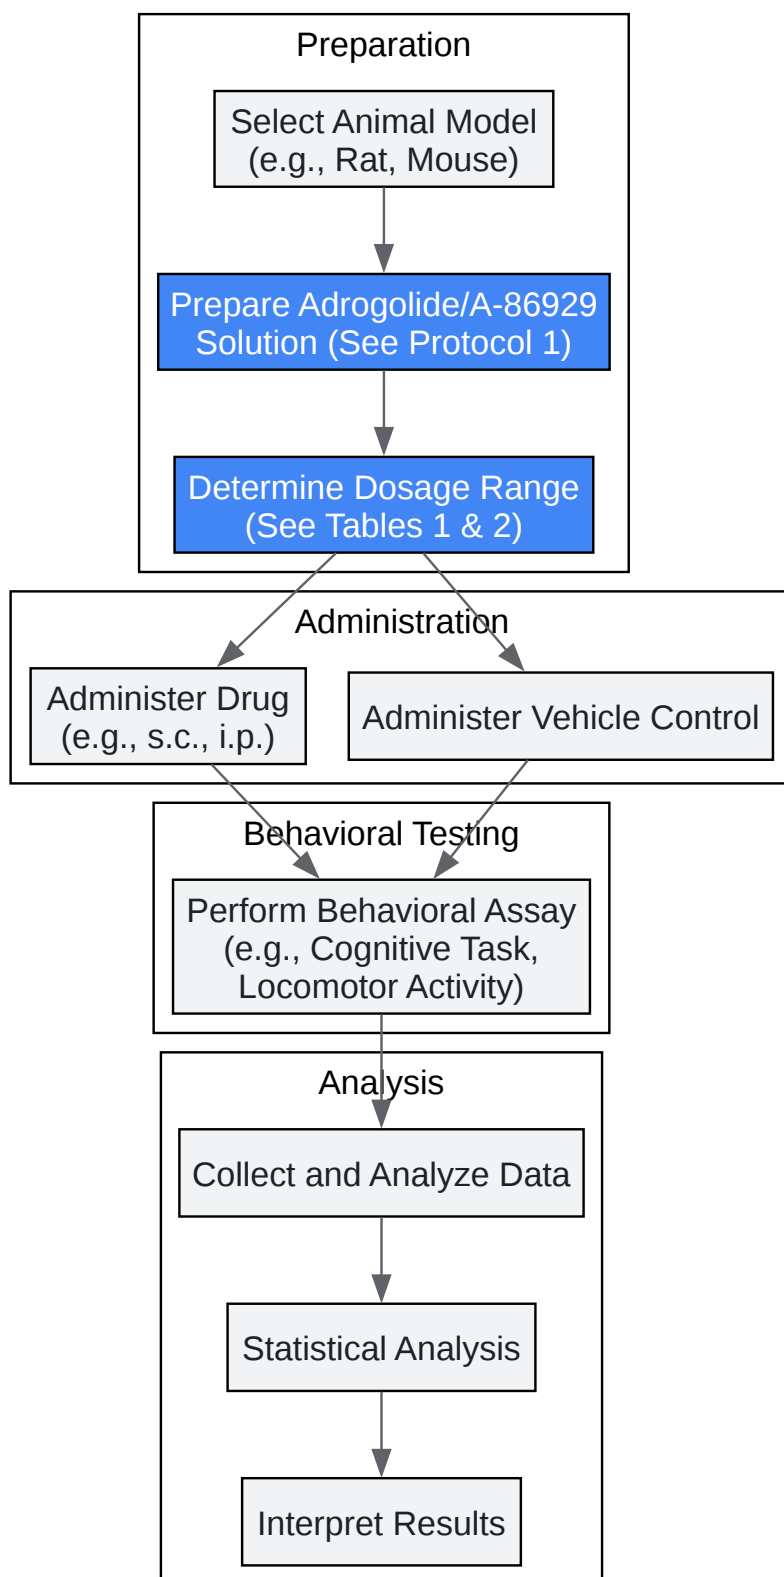 Preparation
Select Animal Model
(e.g., Rat, Mouse)
Prepare Adrogolide/A-86929
Solution (See Protocol 1)
Determine Dosage Range
(See Tables 1 & 2)
Administration
Administer Drug
(e.g., s.c., i.p.)
Administer Vehicle Control
Behavioral Testing
Perform Behavioral Assay
(e.g., Cognitive Task,
Locomotor Activity)
Analysis
Collect and Analyze Data
Statistical Analysis
Interpret Results